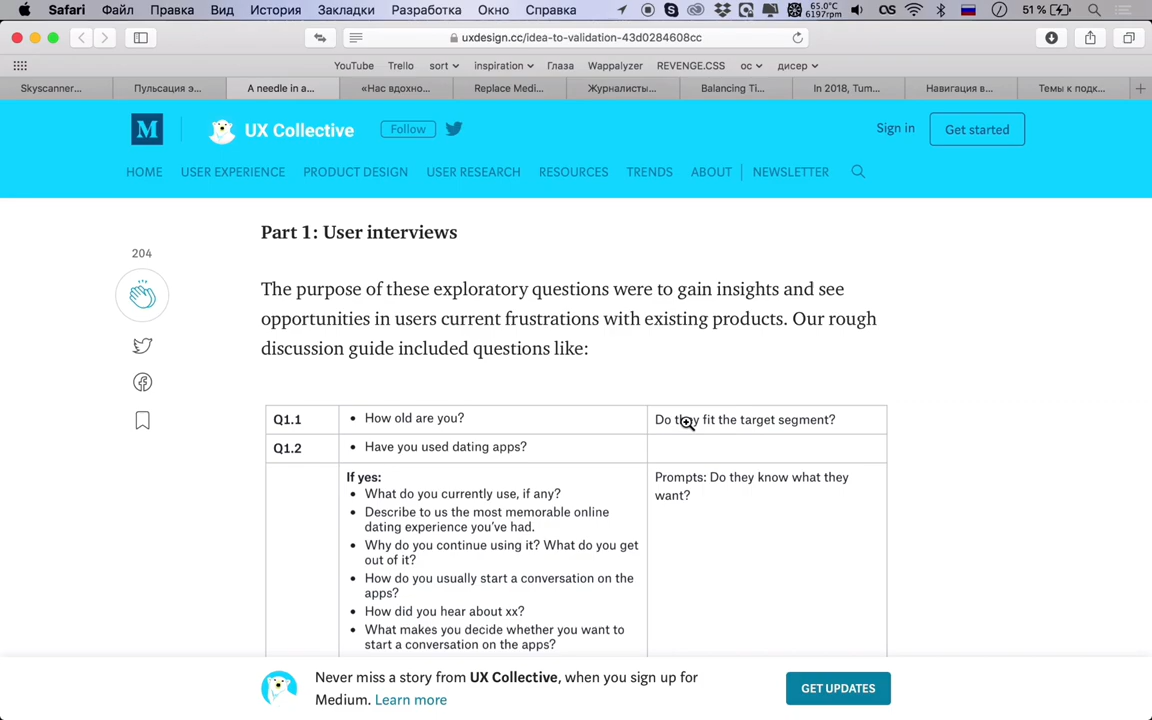 Safari Файл Правка Вид История Закладки Разработка Окно Справка 65.0°C 6197rpm 51 %
uxdesign.cc/idea-to-validation-43d0284608cc
YouTube Trello sort inspiration Глаза Wappalyzer REVENGE.CSS ос дисер
Skyscanner... Пульсация э... A needle in a... «Нас вдохно... Replace Medi... Журналисты... Balancing Ti... In 2018, Tum... Навигация в... Темы к подк...
M UX Collective Follow Sign in Get started
HOME USER EXPERIENCE PRODUCT DESIGN USER RESEARCH RESOURCES TRENDS ABOUT NEWSLETTER
Part 1: User interviews
204
The purpose of these exploratory questions were to gain insights and see
opportunities in users current frustrations with existing products. Our rough
discussion guide included questions like:
Q1.1 • How old are you? Do they fit the target segment?
Q1.2 • Have you used dating apps?
If yes: Prompts: Do they know what they
want?
• What do you currently use, if any?
• Describe to us the most memorable online
dating experience you've had.
• Why do you continue using it? What do you get
out of it?
• How do you usually start a conversation on the
apps?
• How did you hear about xx?
• What makes you decide whether you want to
start a conversation on the apps?
Never miss a story from UX Collective, when you sign up for
Medium. Learn more
GET UPDATES